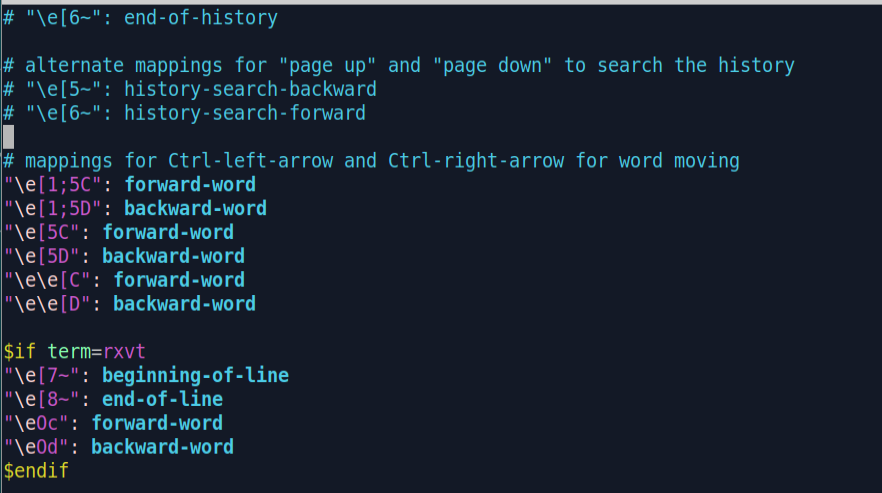 # "\e[6~": end-of-history
# alternate mappings for "page up" and "page down" to search the history
# "\e[5~": history-search-backward
# "\e[6~": history-search-forward
# mappings for Ctrl-left-arrow and Ctrl-right-arrow for word moving
"\e[1;5C": forward-word
"\e[1;5D": backward-word
"\e[5C": forward-word
"\e[5D": backward-word
"\e\e[C": forward-word
"\e\e[D": backward-word
$if term=rxvt
"\e[7~": beginning-of-line
"\e[8~": end-of-line
"\eOc": forward-word
"\eOd": backward-word
$endif